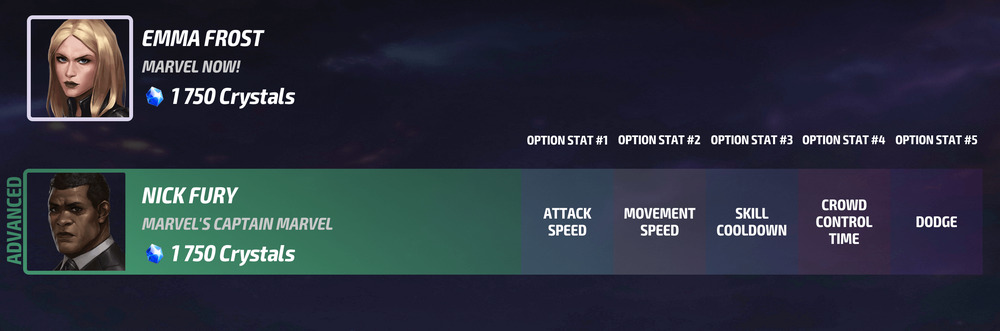 EMMA FROST
MARVEL NOW!
1 750 Crystals
OPTION STAT #1 OPTION STAT #2 OPTION STAT #3 OPTION STAT #4 OPTION STAT #5
ADVANCED
NICK FURY
MARVEL'S CAPTAIN MARVEL
1 750 Crystals
ATTACK
SPEED
MOVEMENT
SPEED
SKILL
COOLDOWN
CROWD
CONTROL
TIME
DODGE